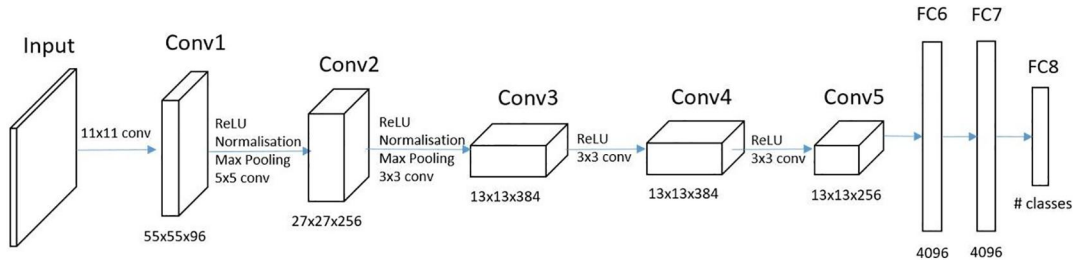 Input
11x11 conv
Conv1
55x55x96
ReLU
Normalisation
Max Pooling
5x5 conv
Conv2
27x27x256
ReLU
Normalisation
Max Pooling
3x3 conv
Conv3
13x13x384
ReLU
3x3 conv
Conv4
13x13x384
ReLU
3x3 conv
Conv5
13x13x256
FC6
4096
FC7
4096
FC8
# classes